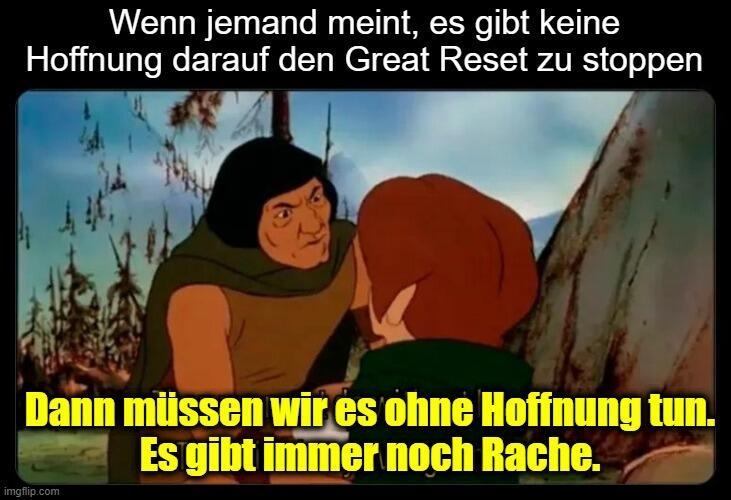 Wenn jemand meint, es gibt keine
Hoffnung darauf den Great Reset zu stoppen
Dann müssen wir es ohne Hoffnung tun.
Es gibt immer noch Rache.
imgflip.com